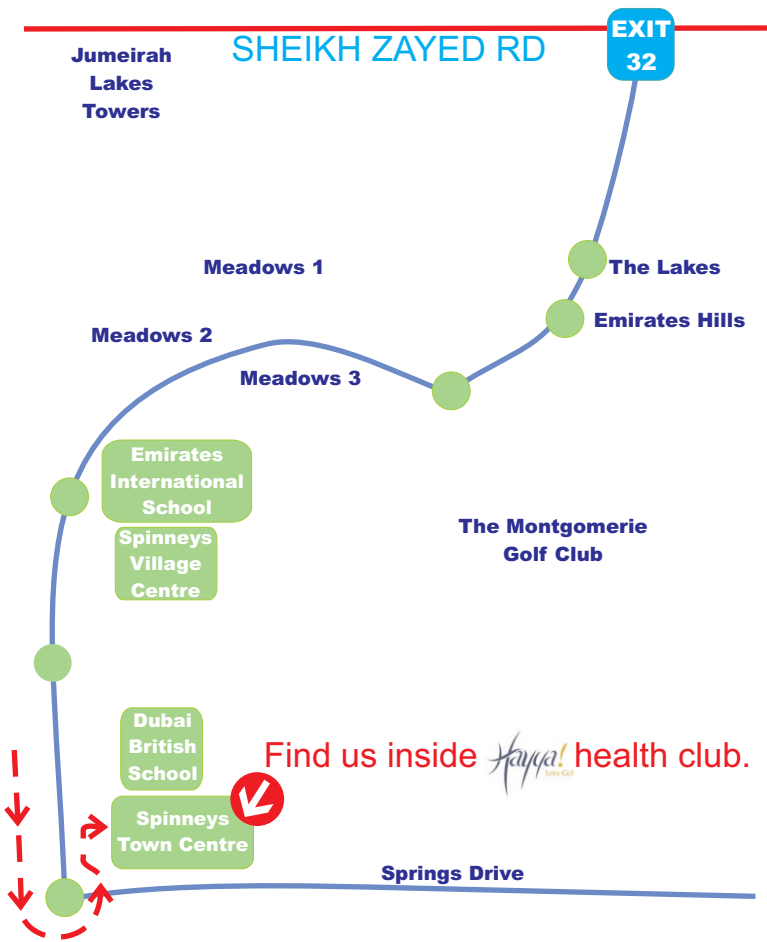 SHEIKH ZAYED RD
EXIT
32
Jumeirah
Lakes
Towers
Meadows 1
The Lakes
Emirates Hills
Meadows 2
Meadows 3
Emirates
International
School
Spinneys
Village
Centre
The Montgomerie
Golf Club
Dubai
British
School
Find us inside Hayya! health club.
Lets Go!
Spinneys
Town Centre
Springs Drive